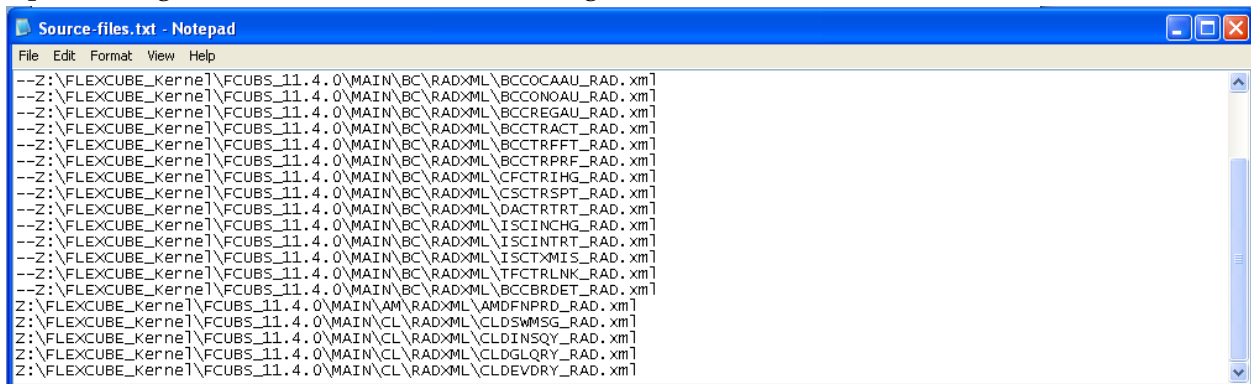 Source-files.txt - Notepad
File Edit Format View Help
--Z:\FLEXCUBE_Kernel\FCUBS_11.4.0\MAIN\BC\RADXML\BCCOCAAU_RAD.xml
--Z:\FLEXCUBE_Kernel\FCUBS_11.4.0\MAIN\BC\RADXML\BCCONOAU_RAD.xml
--Z:\FLEXCUBE_Kernel\FCUBS_11.4.0\MAIN\BC\RADXML\BCCREGAU_RAD.xml
--Z:\FLEXCUBE_Kernel\FCUBS_11.4.0\MAIN\BC\RADXML\BCCTRACT_RAD.xml
--Z:\FLEXCUBE_Kernel\FCUBS_11.4.0\MAIN\BC\RADXML\BCCTRFFT_RAD.xml
--Z:\FLEXCUBE_Kernel\FCUBS_11.4.0\MAIN\BC\RADXML\BCCTRPRF_RAD.xml
--Z:\FLEXCUBE_Kernel\FCUBS_11.4.0\MAIN\BC\RADXML\CFCTRIHG_RAD.xml
--Z:\FLEXCUBE_Kernel\FCUBS_11.4.0\MAIN\BC\RADXML\CSCTRSPT_RAD.xml
--Z:\FLEXCUBE_Kernel\FCUBS_11.4.0\MAIN\BC\RADXML\DACTRTRT_RAD.xml
--Z:\FLEXCUBE_Kernel\FCUBS_11.4.0\MAIN\BC\RADXML\ISCINCHG_RAD.xml
--Z:\FLEXCUBE_Kernel\FCUBS_11.4.0\MAIN\BC\RADXML\ISCINTRT_RAD.xml
--Z:\FLEXCUBE_Kernel\FCUBS_11.4.0\MAIN\BC\RADXML\ISCTXMIS_RAD.xml
--Z:\FLEXCUBE_Kernel\FCUBS_11.4.0\MAIN\BC\RADXML\TFCTRLNK_RAD.xml
--Z:\FLEXCUBE_Kernel\FCUBS_11.4.0\MAIN\BC\RADXML\BCCBRDET_RAD.xml
Z:\FLEXCUBE_Kernel\FCUBS_11.4.0\MAIN\AM\RADXML\AMDFNPRD_RAD.xml
Z:\FLEXCUBE_Kernel\FCUBS_11.4.0\MAIN\CL\RADXML\CLDSWMSG_RAD.xml
Z:\FLEXCUBE_Kernel\FCUBS_11.4.0\MAIN\CL\RADXML\CLDINSQY_RAD.xml
Z:\FLEXCUBE_Kernel\FCUBS_11.4.0\MAIN\CL\RADXML\CLDGLQRY_RAD.xml
Z:\FLEXCUBE_Kernel\FCUBS_11.4.0\MAIN\CL\RADXML\CLDEVDRY_RAD.xml